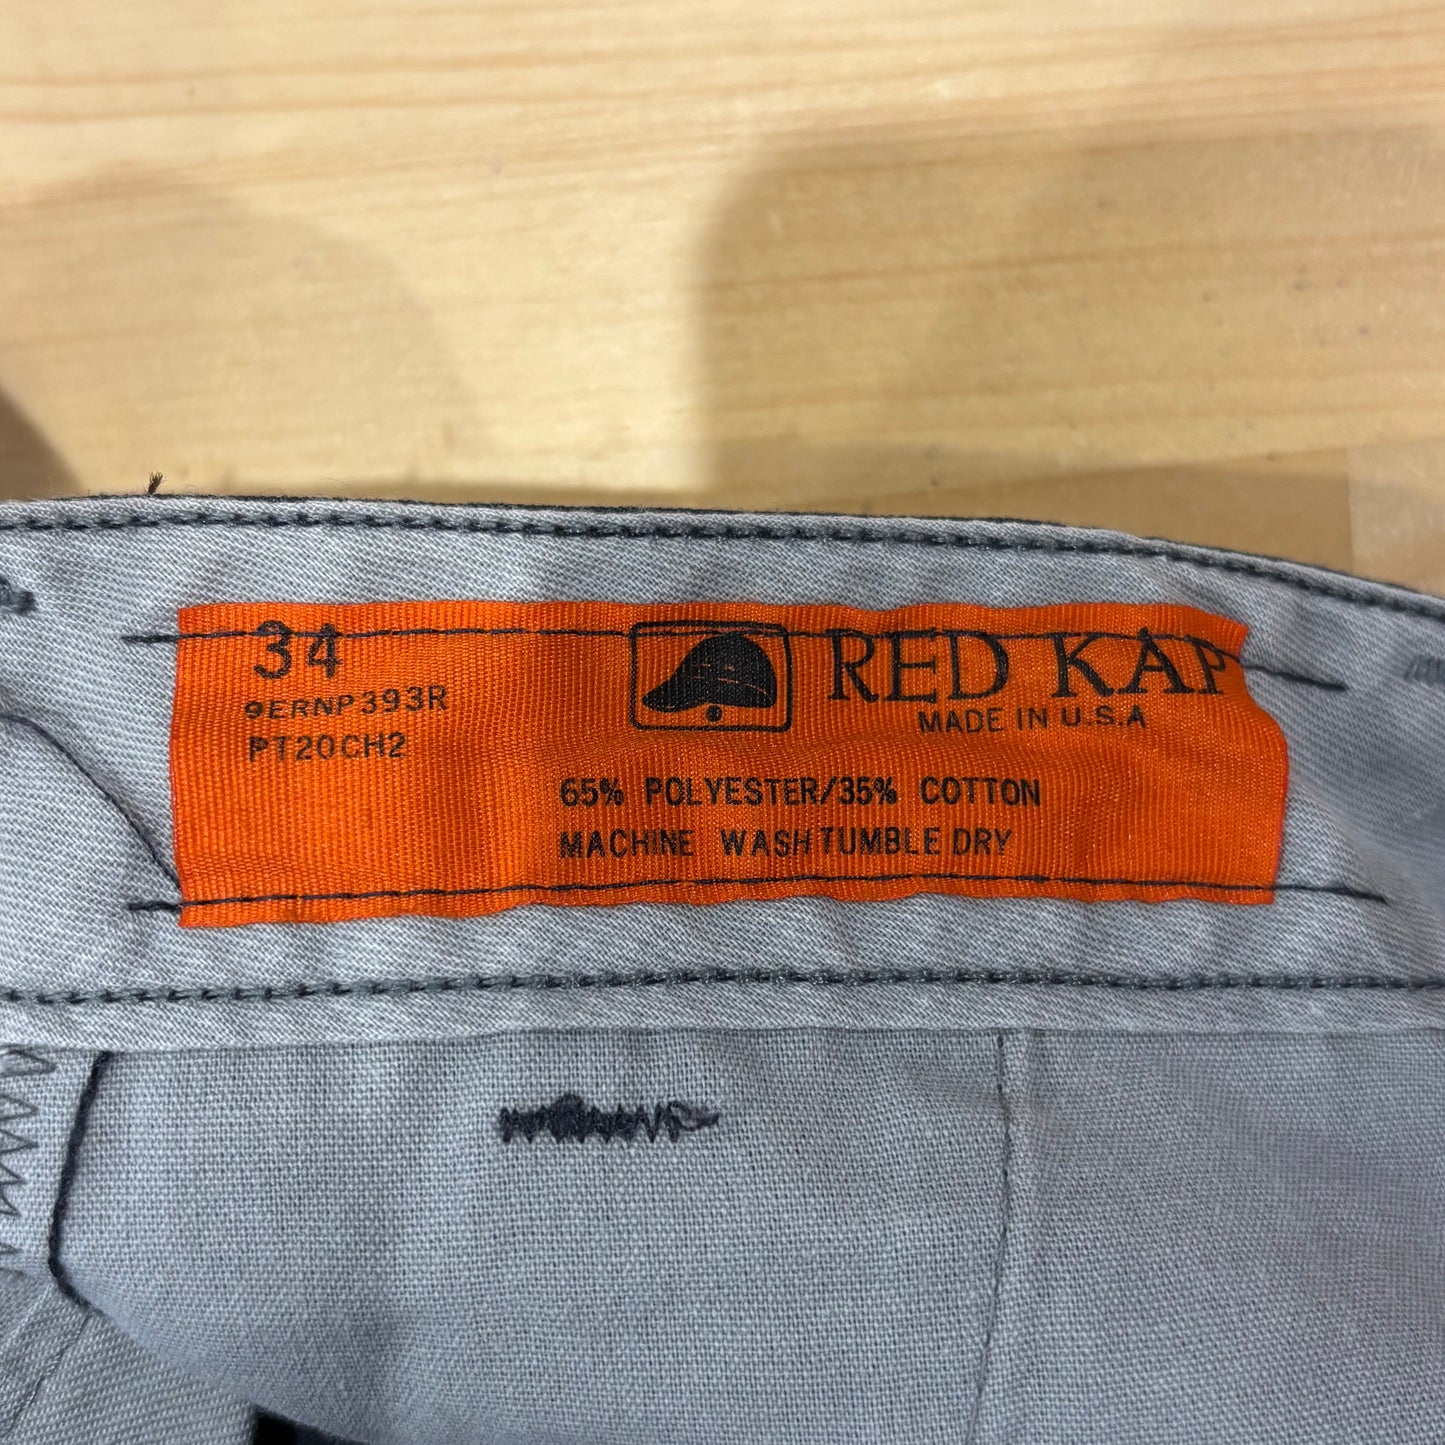 34
9ERNP393R
PT20CH2
RED KAP
MADE IN U.S.A
65% POLYESTER/35% COTTON
MACHINE WASH TUMBLE DRY